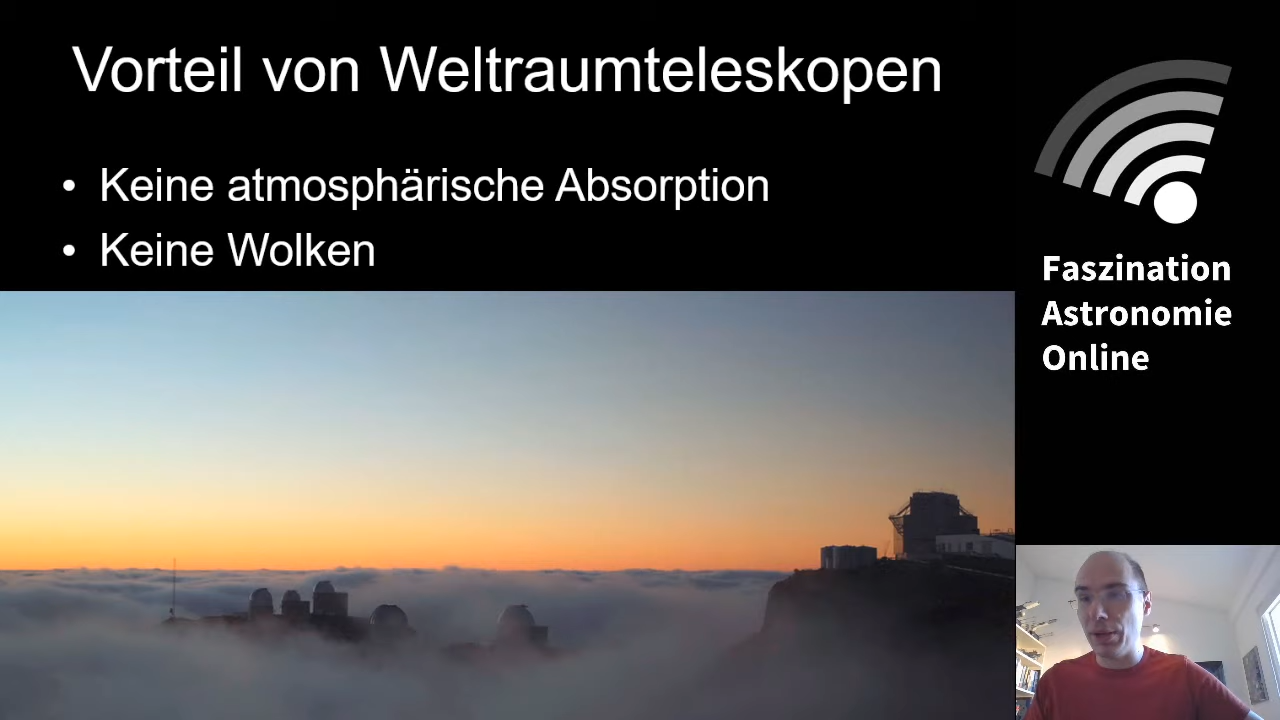 Vorteil von Weltraumteleskopen
• Keine atmosphärische Absorption
• Keine Wolken
Faszination
Astronomie
Online